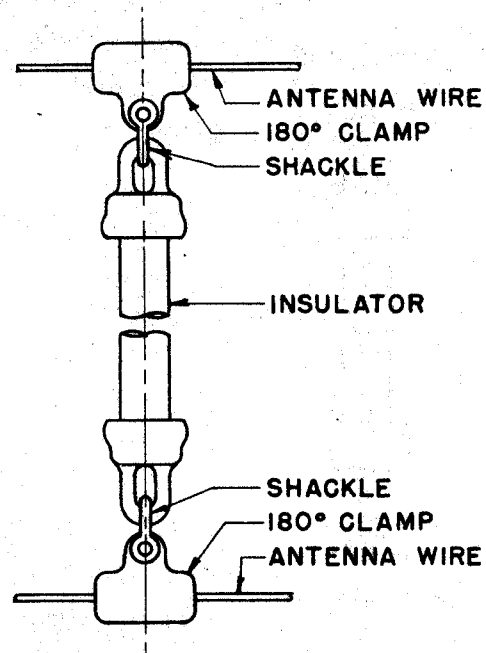 ANTENNA WIRE
180° CLAMP
SHACKLE
INSULATOR
SHACKLE
180° CLAMP
ANTENNA WIRE